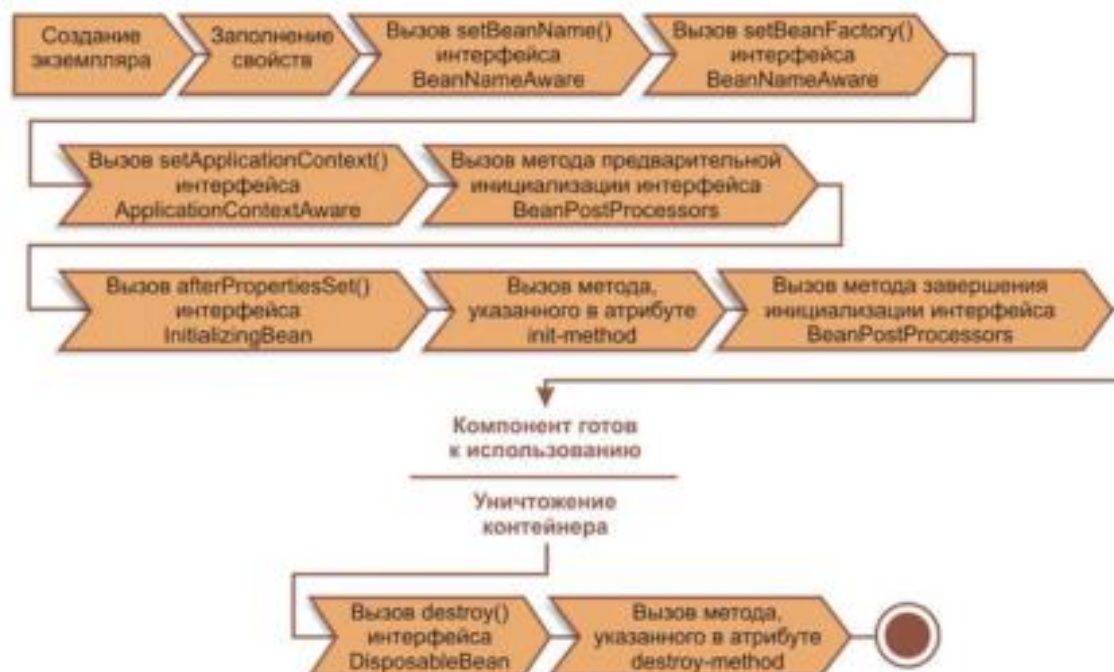 Создание
экземпляра
Заполнение
свойств
Вызов setBeanName()
интерфейса
BeanNameAware
Вызов setBeanFactory()
интерфейса
BeanNameAware
Вызов setApplicationContext()
интерфейса
ApplicationContextAware
Вызов метода предварительной
инициализации интерфейса
BeanPostProcessors
Вызов afterPropertiesSet()
интерфейса
InitializingBean
Вызов метода,
указанного в атрибуте
init-method
Вызов метода завершения
инициализации интерфейса
BeanPostProcessors
Компонент готов
к использованию
Уничтожение
контейнера
Вызов destroy()
интерфейса
DisposableBean
Вызов метода,
указанного в атрибуте
destroy-method